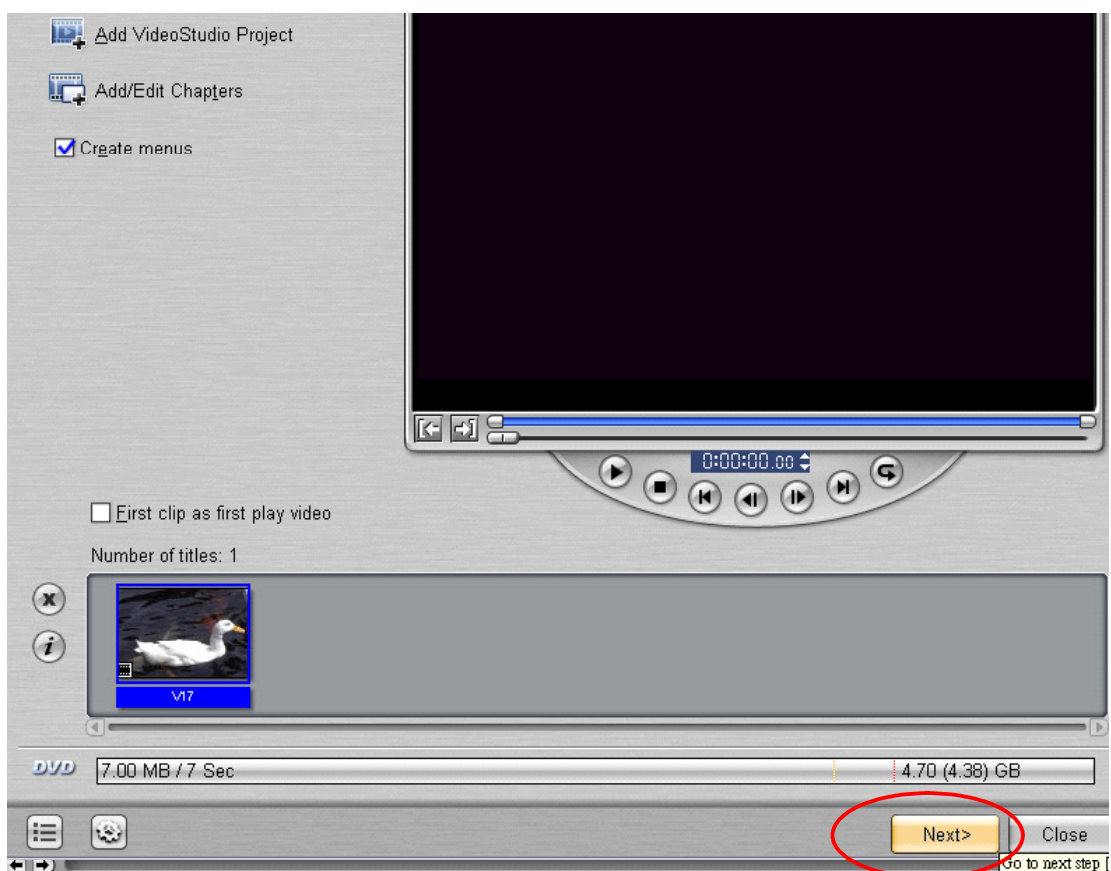 Add VideoStudio Project
Add/Edit Chapters
Create menus
0:00:00.00
First clip as first play video
Number of titles: 1
V17
DVD
7.00 MB / 7 Sec
4.70 (4.38) GB
Next>
Close
Go to next step [